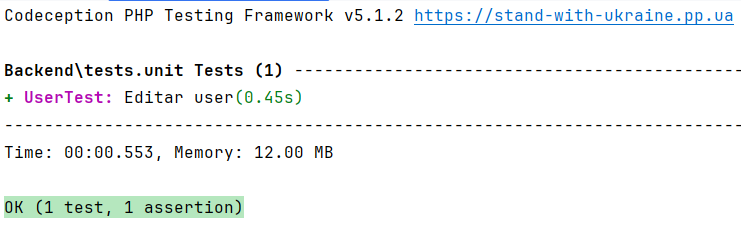 Codeception PHP Testing Framework v5.1.2 https://stand-with-ukraine.pp.ua
Backend\tests.unit Tests (1) --------------------------------------------
+ UserTest: Editar user(0.45s)
-------------------------------------------------------------------------
Time: 00:00.553, Memory: 12.00 MB
OK (1 test, 1 assertion)